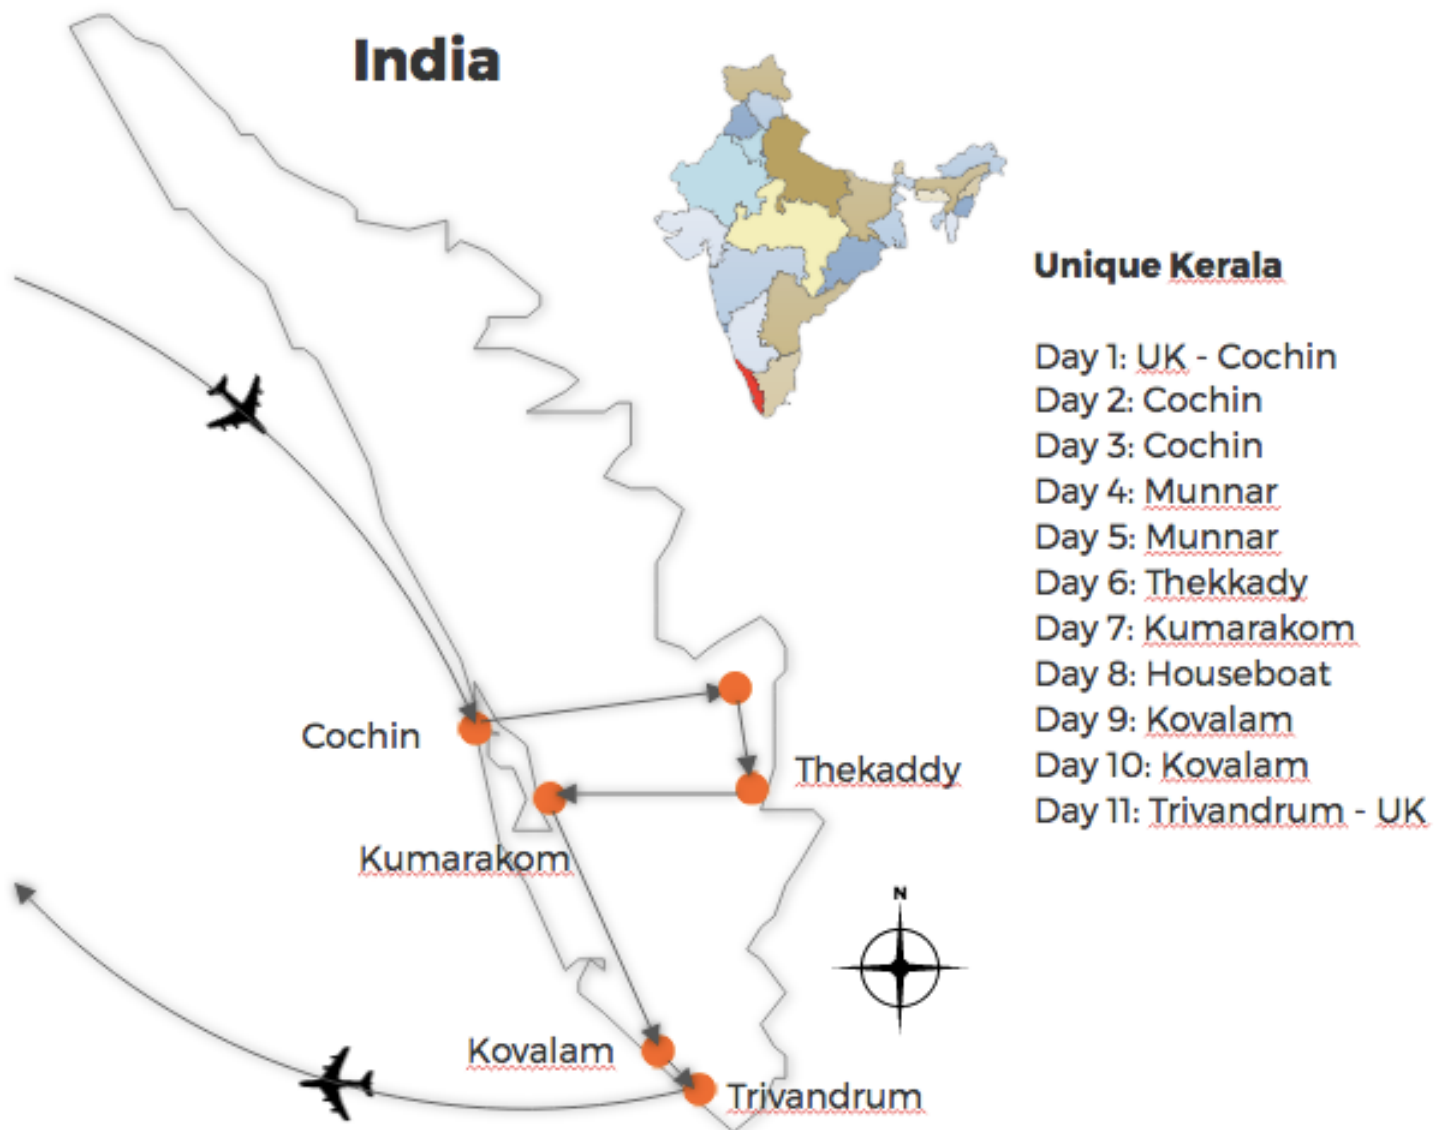 India
Unique Kerala
Day 1: UK - Cochin
Day 2: Cochin
Day 3: Cochin
Day 4: Munnar
Day 5: Munnar
Day 6: Thekkady
Day 7: Kumarakom
Day 8: Houseboat
Day 9: Kovalam
Day 10: Kovalam
Day 11: Trivandrum - UK
Cochin
Thekaddy
Kumarakom
N
Kovalam
Trivandrum